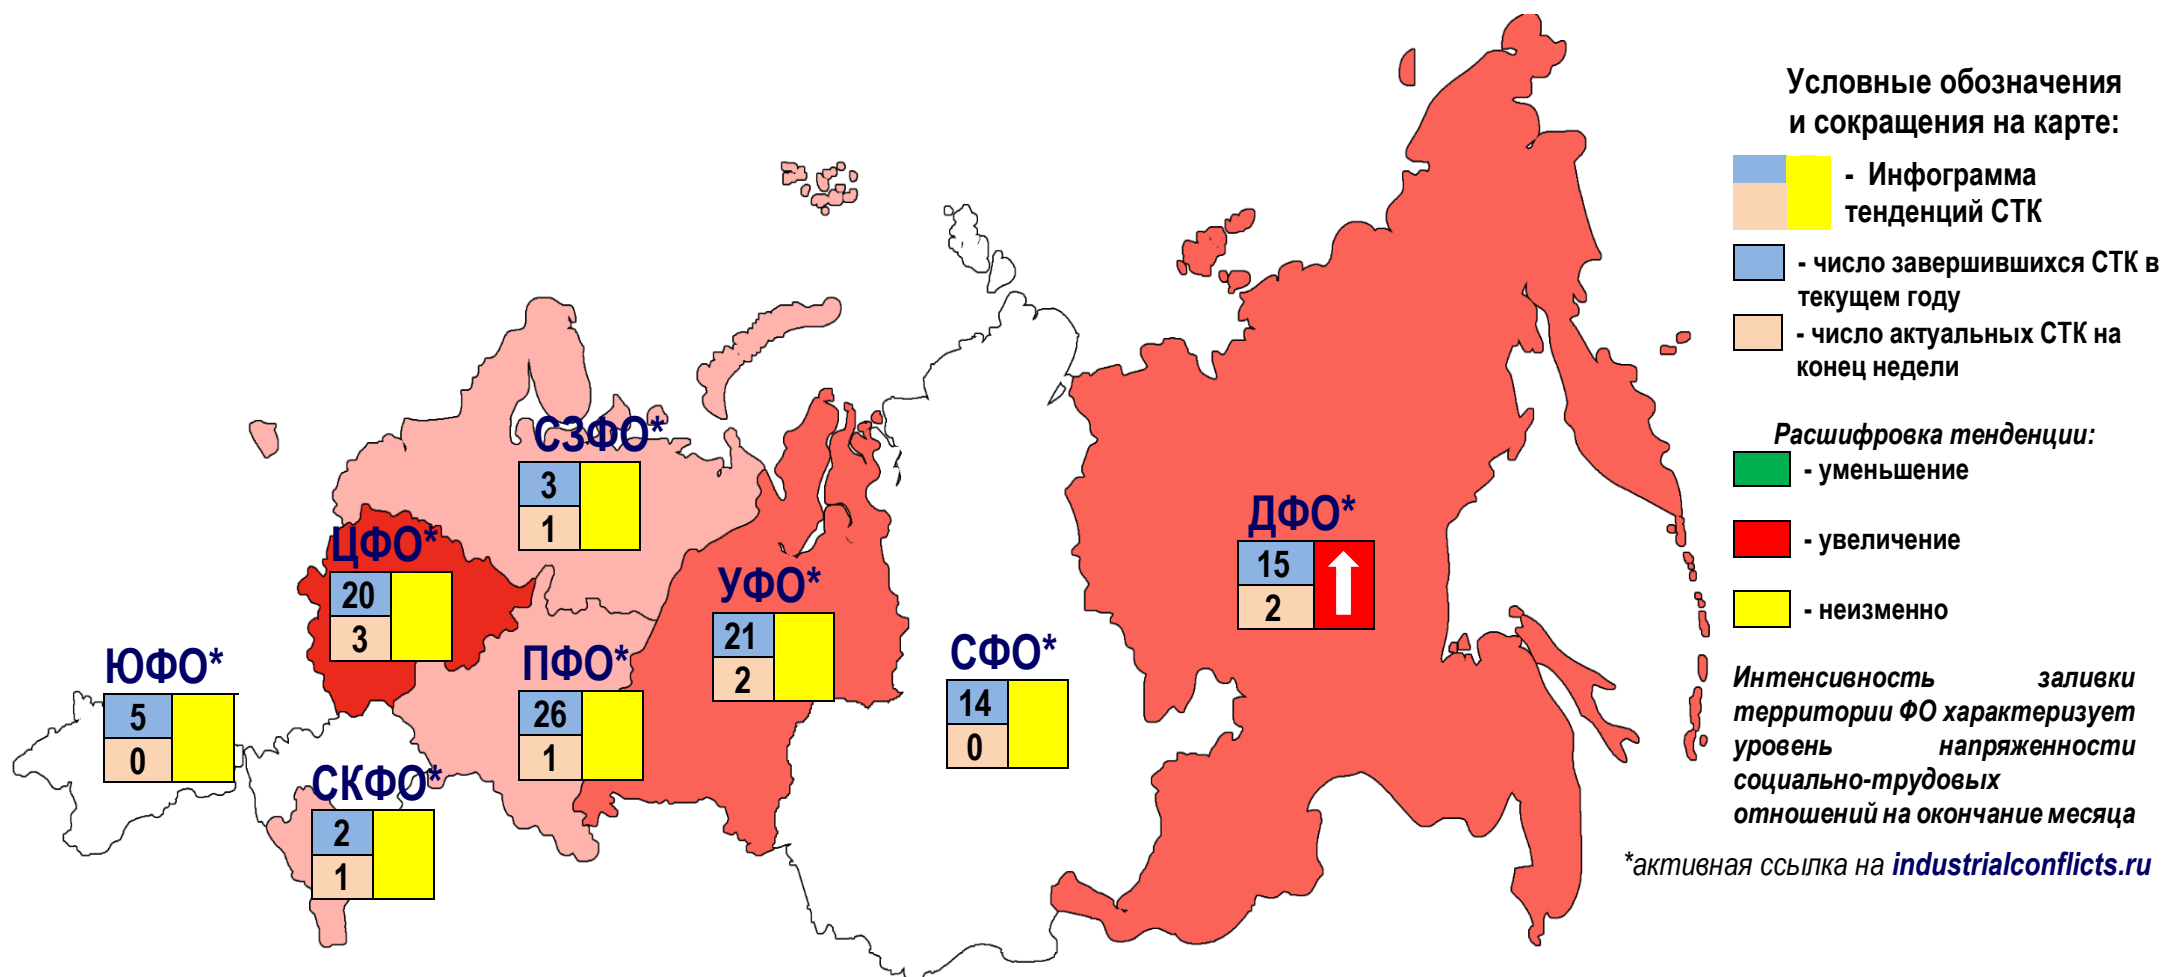 Условные обозначения
и сокращения на карте:
- Инфограмма
тенденций СТК
- число завершившихся СТК в
текущем году
- число актуальных СТК на
конец недели
Расшифровка тенденции:
- уменьшение
- увеличение
- неизменно
Интенсивность заливки
территории ФО характеризует
уровень напряженности
социально-трудовых
отношений на окончание месяца
*активная ссылка на industrialconflicts.ru
СЗФО*
3
1
ЦФО*
20
3
ДФО*
15
2
УФО*
21
2
ЮФО*
5
0
ПФО*
26
1
СФО*
14
0
СКФО*
2
1